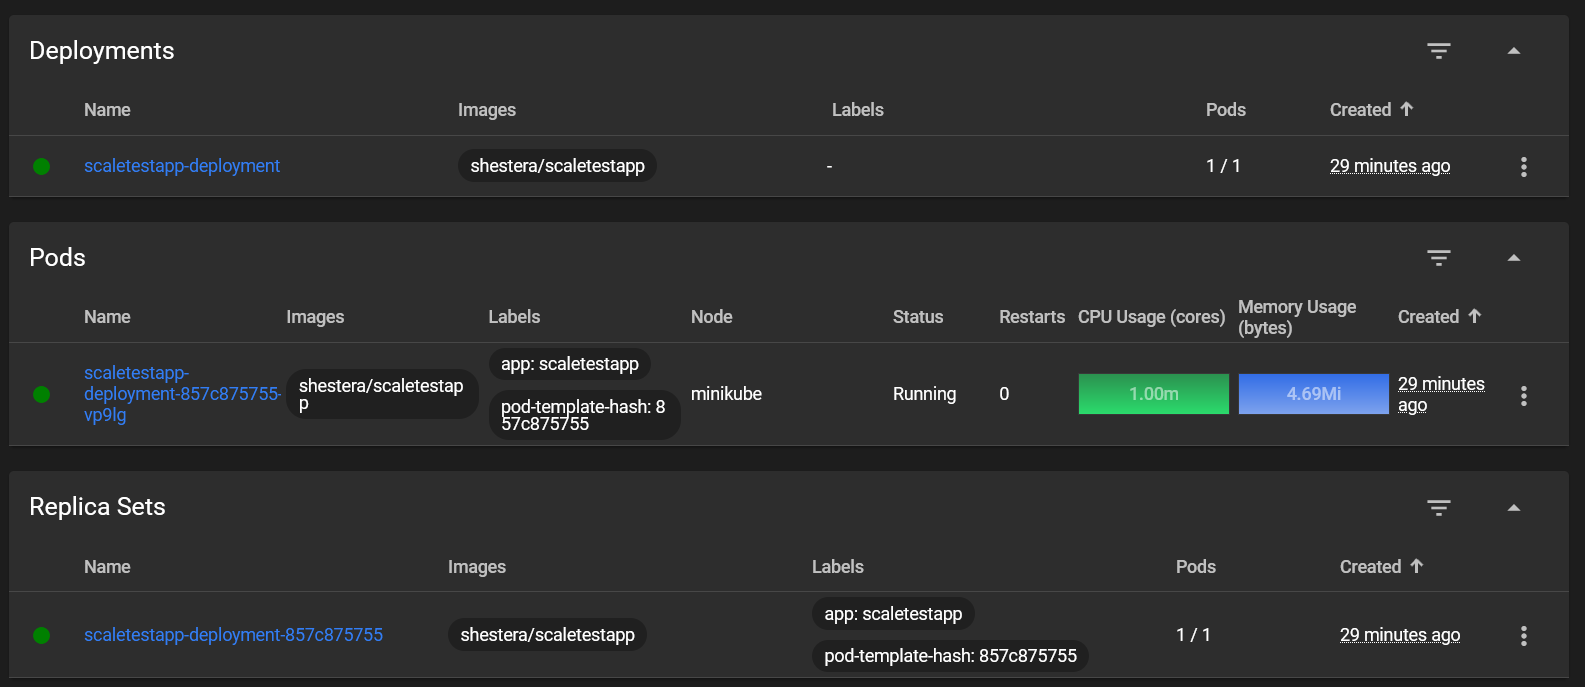 Deployments
Name Images Labels Pods Created
scaletestapp-deployment shestera/scaletestapp - 1 / 1 29 minutes ago
Pods
Name Images Labels Node Status Restarts CPU Usage (cores) Memory Usage (bytes) Created
scaletestapp-
deployment-857c875755-
vp9lg
shestera/scaletestap
p
app: scaletestapp
pod-template-hash: 8
57c875755
minikube Running 0 1.00m 4.69Mi 29 minutes
ago
Replica Sets
Name Images Labels Pods Created
scaletestapp-deployment-857c875755 shestera/scaletestapp
app: scaletestapp
pod-template-hash: 857c875755
1 / 1 29 minutes ago